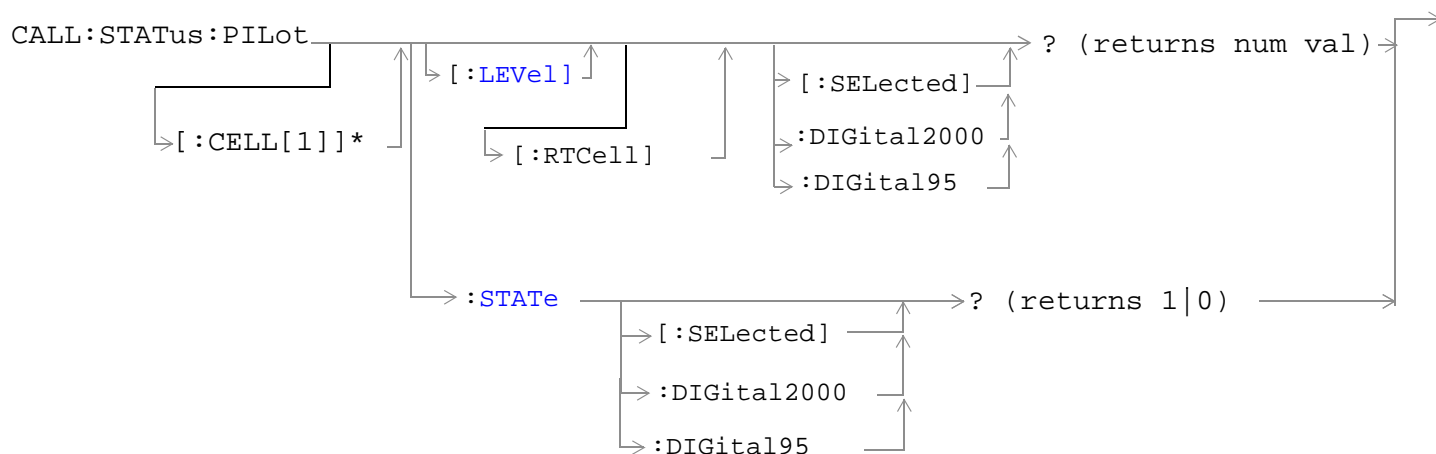 CALL:STATus:PILot
? (returns num val)
[:LEVel]
[:SELected]
[:CELL[1]]*
[:RTCell]
:DIGital2000
:DIGital95
:STATe
? (returns 1|0)
[:SELected]
:DIGital2000
:DIGital95